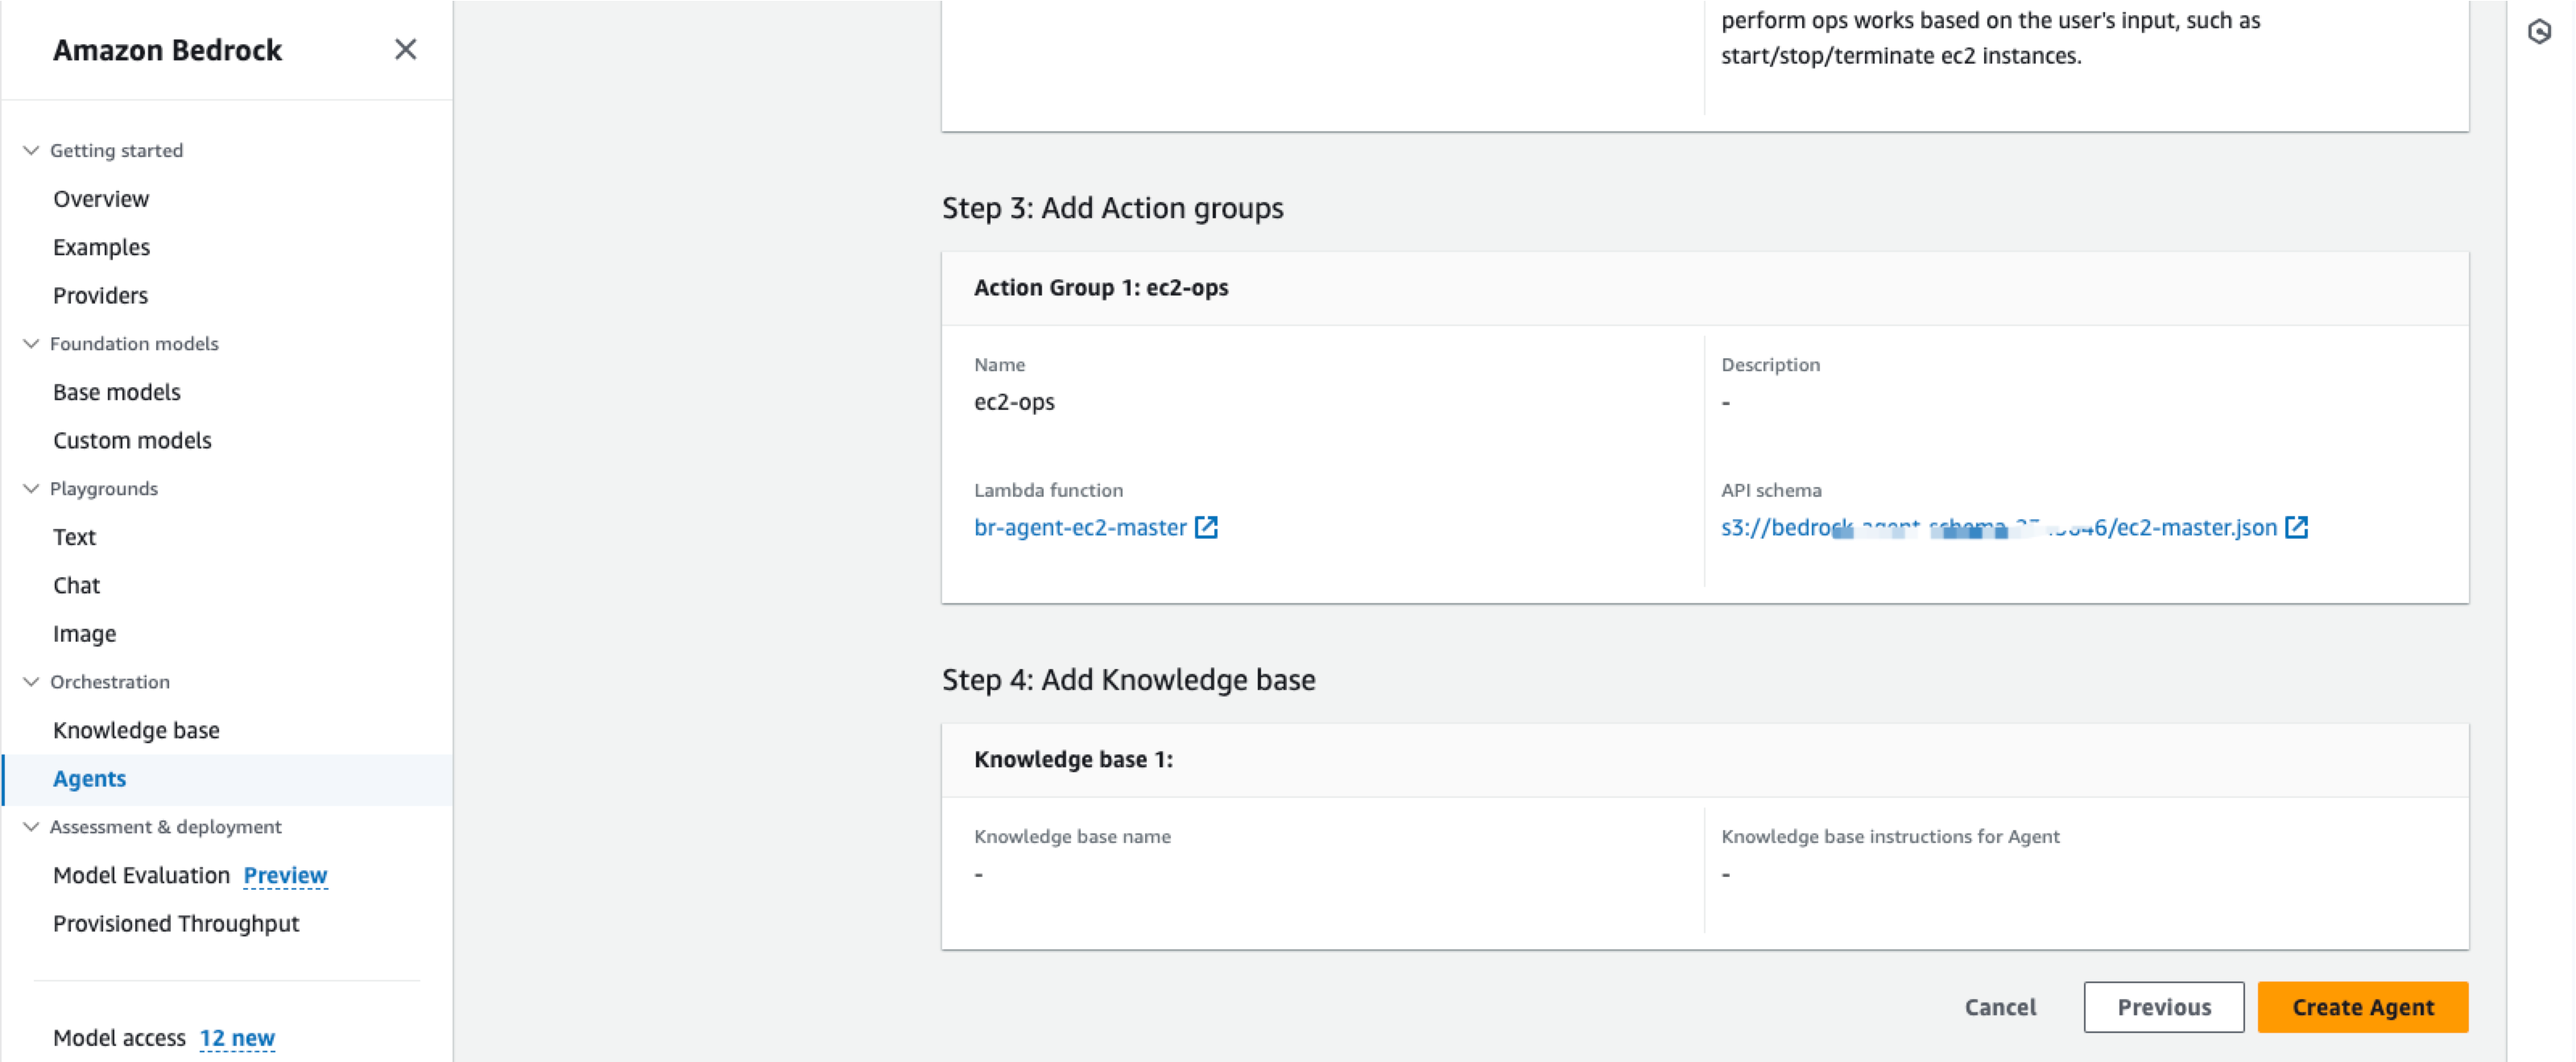 Amazon Bedrock
Getting started
Overview
Examples
Providers
Foundation models
Base models
Custom models
Playgrounds
Text
Chat
Image
Orchestration
Knowledge base
Agents
Assessment & deployment
Model Evaluation Preview
Provisioned Throughput
Model access 12 new
perform ops works based on the user's input, such as
start/stop/terminate ec2 instances.
Step 3: Add Action groups
Action Group 1: ec2-ops
Name
ec2-ops
Description
-
Lambda function
br-agent-ec2-master
API schema
s3://bedrock-agent-schema-
6/ec2-master.json
Step 4: Add Knowledge base
Knowledge base 1:
Knowledge base name
-
Knowledge base instructions for Agent
-
Cancel
Previous
Create Agent